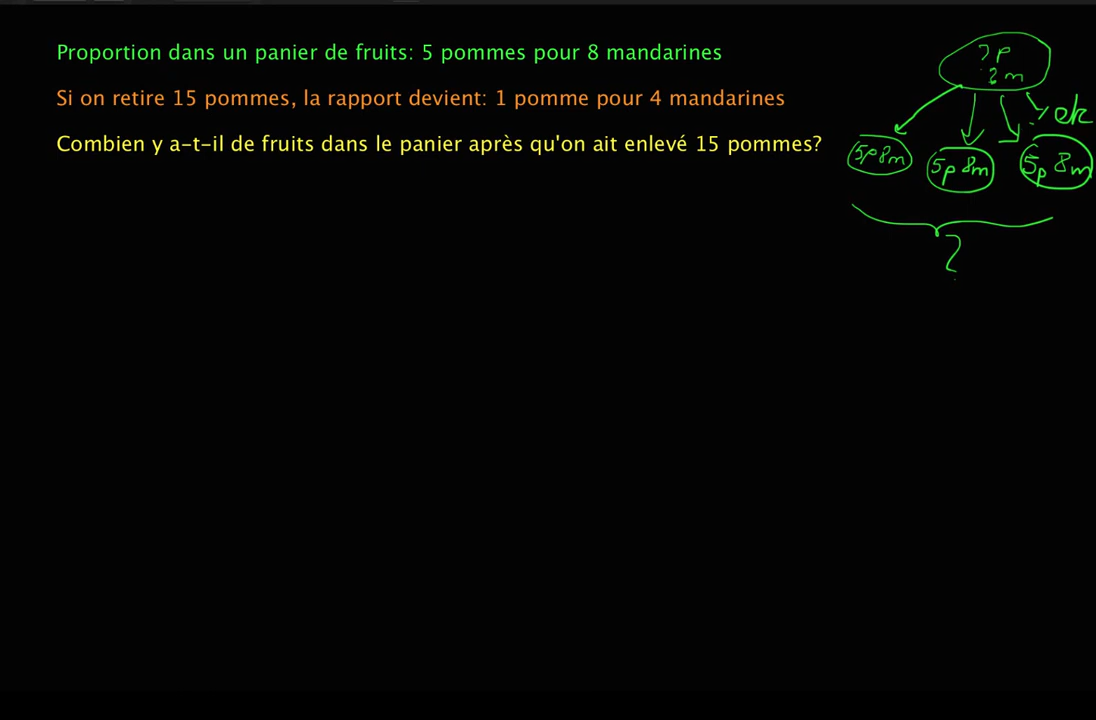 Proportion dans un panier de fruits: 5 pommes pour 8 mandarines
Si on retire 15 pommes, la rapport devient: 1 pomme pour 4 mandarines
Combien y a-t-il de fruits dans le panier après qu'on ait enlevé 15 pommes?
? p
? m
ok
5p 8m
5p 8m
5p 8m
?